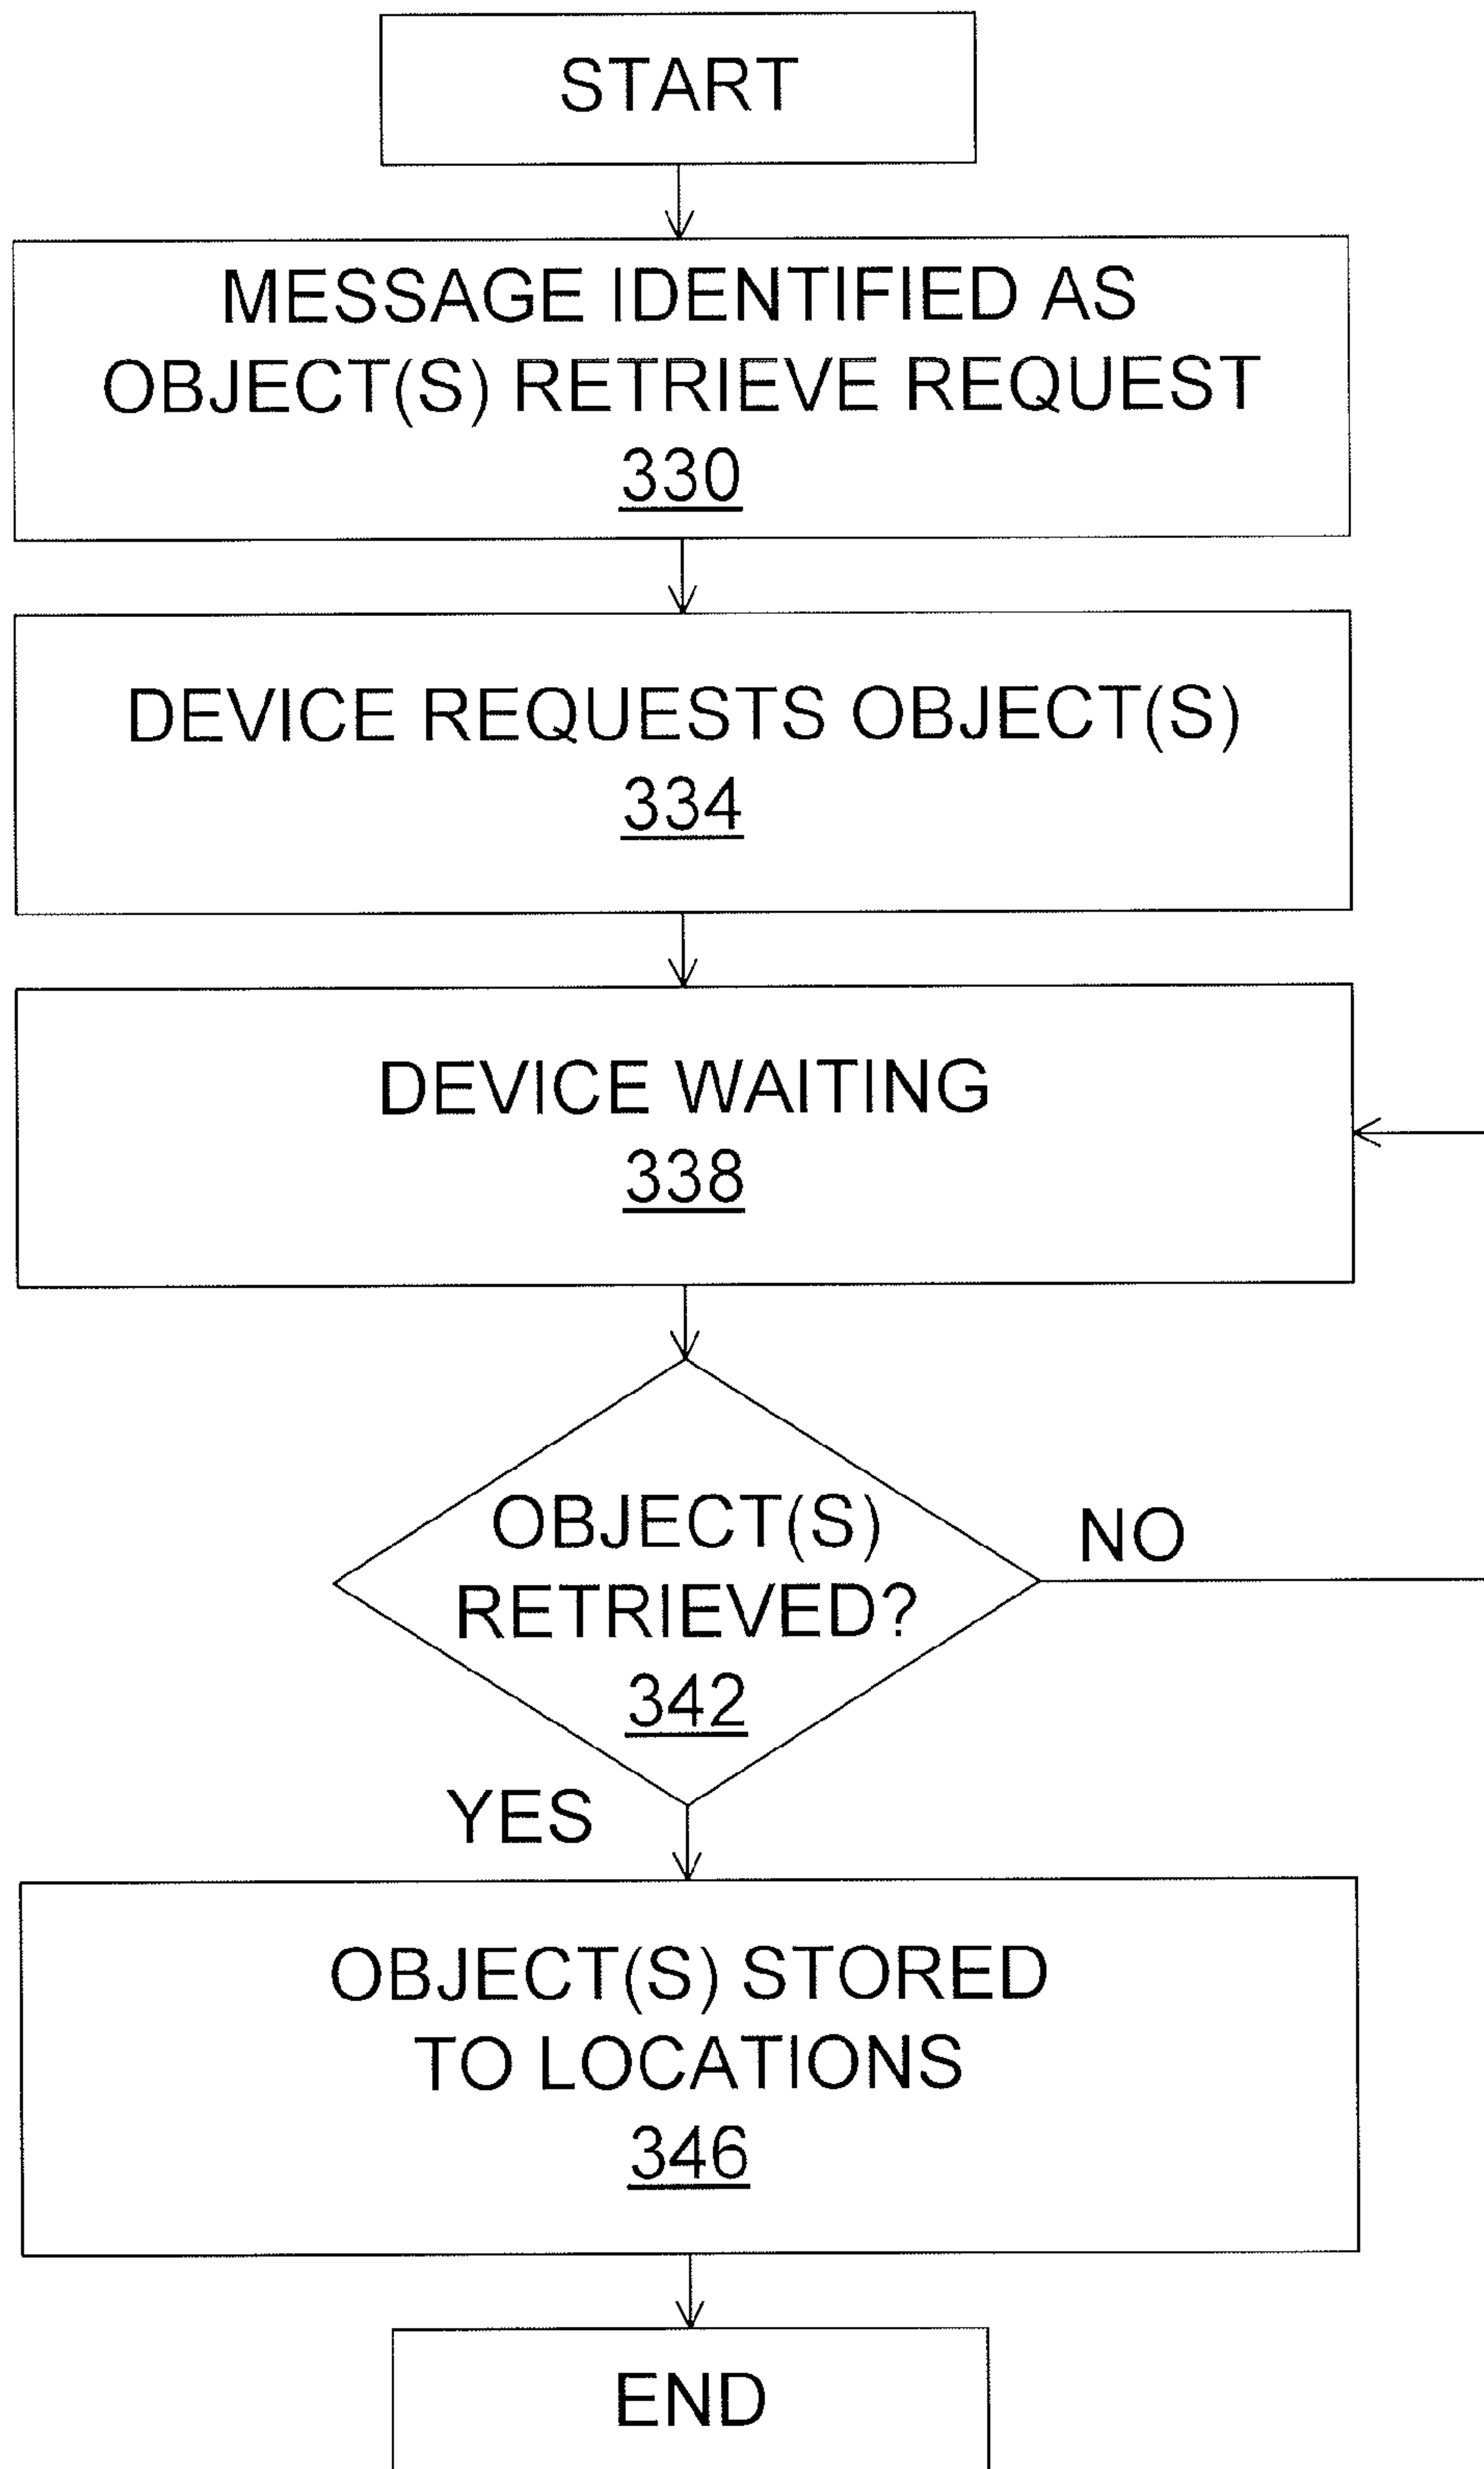 START
MESSAGE IDENTIFIED AS
OBJECT(S) RETRIEVE REQUEST
330
DEVICE REQUESTS OBJECT(S)
334
DEVICE WAITING
338
OBJECT(S)
RETRIEVED?
342
NO
YES
OBJECT(S) STORED
TO LOCATIONS
346
END